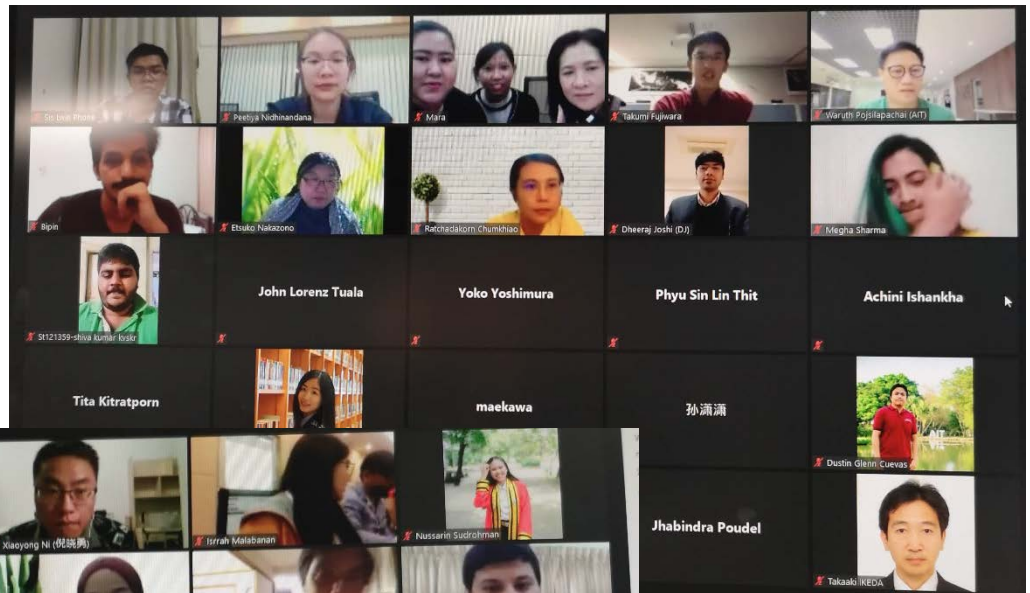 Peeti​ya Nidhinandana
Mara
Takumi Fujiwara
Waruth Pojsilapachai (AIT)
Bipin
Etsuko Nakazono
Ratchadakorn Chumkhiao
Dheeraj Joshi (DJ)
Megha Sharma
St121359-shiva kumar kvskr
John Lorenz Tuala
Yoko Yoshimura
Phyu Sin Lin Thit
Achini Ishankha
Tita Kitratporn
maekawa
孙潇潇
Dustin Glenn Cuevas
Xiaoyong Ni (倪晓勇)
Isrrah Malabanan
Nussarin Sudrohman
Jhabindra Poudel
Takaaki IKEDA